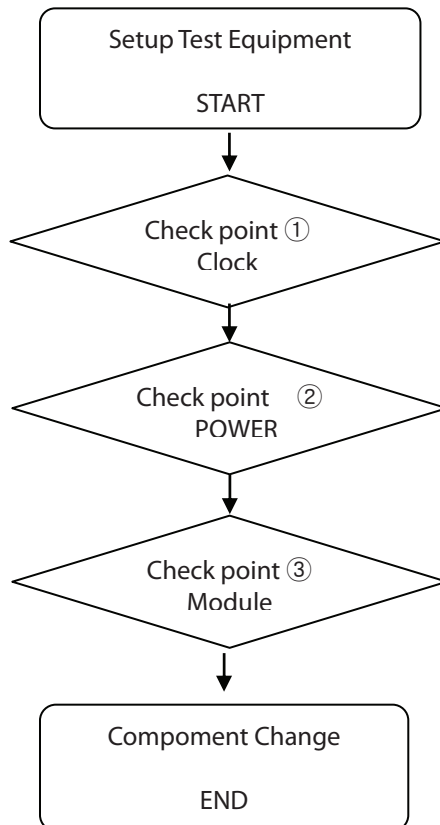 Setup Test Equipment
START
Check point ①
Clock
Check point ②
POWER
Check point ③
Module
Compoment Change
END